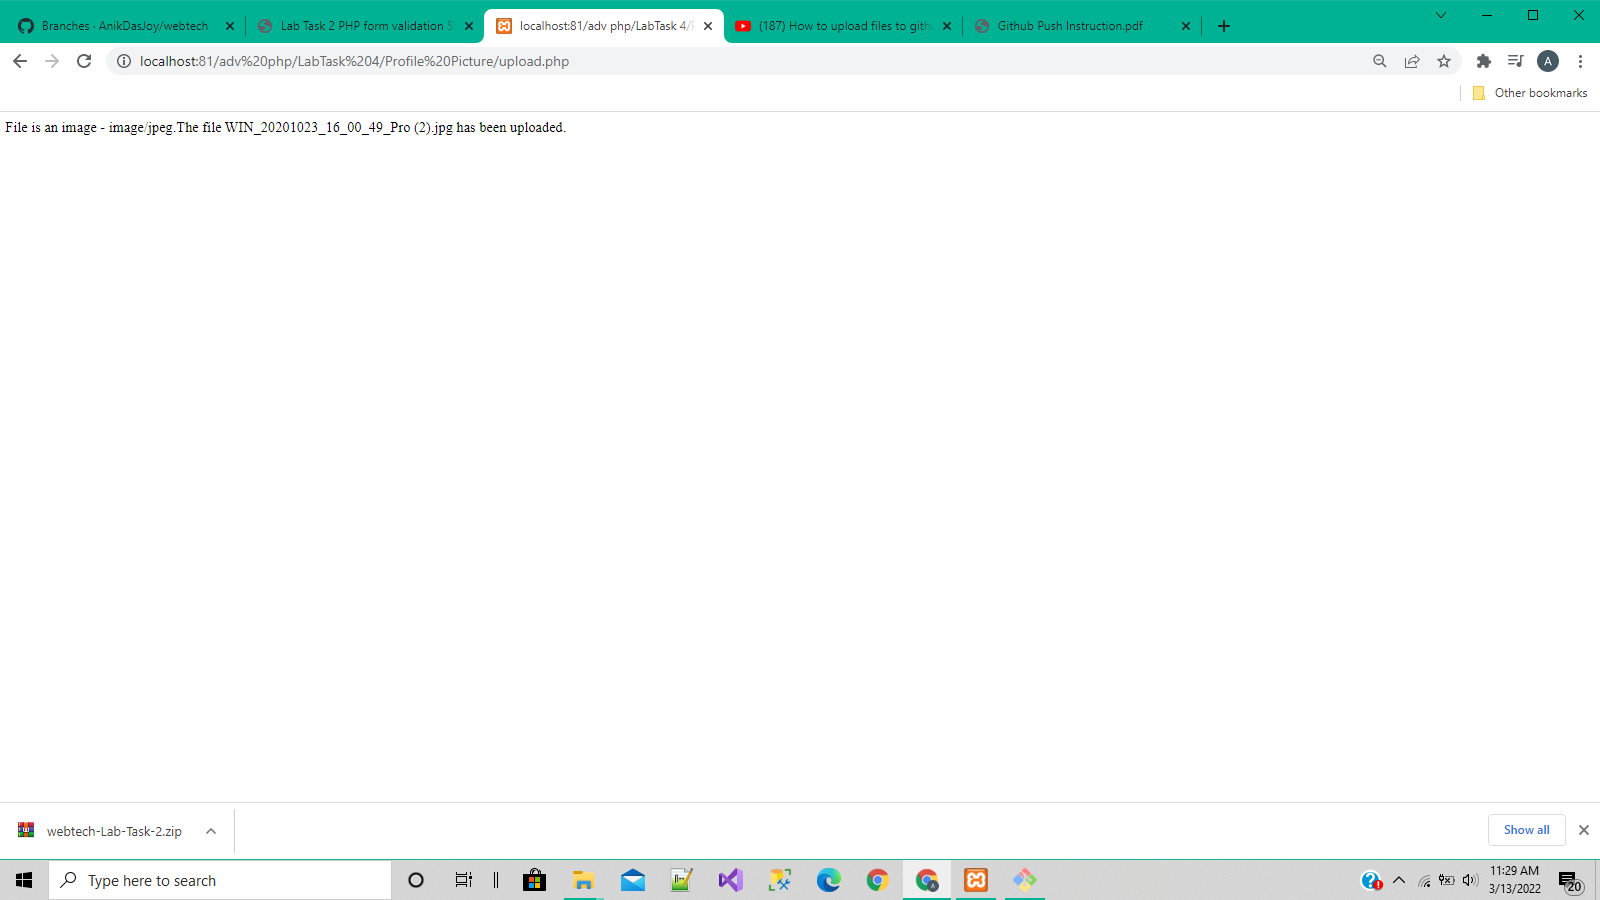 Branches · AnikDasJoy/webtech
Lab Task 2 PHP form validation
localhost:81/adv php/LabTask 4/
(187) How to upload files to gith
Github Push Instruction.pdf
localhost:81/adv%20php/LabTask%204/Profile%20Picture/upload.php
A
Other bookmarks
File is an image - image/jpeg.The file WIN_20201023_16_00_49_Pro (2).jpg has been uploaded.
webtech-Lab-Task-2.zip
Show all
Type here to search
11:29 AM
3/13/2022
20